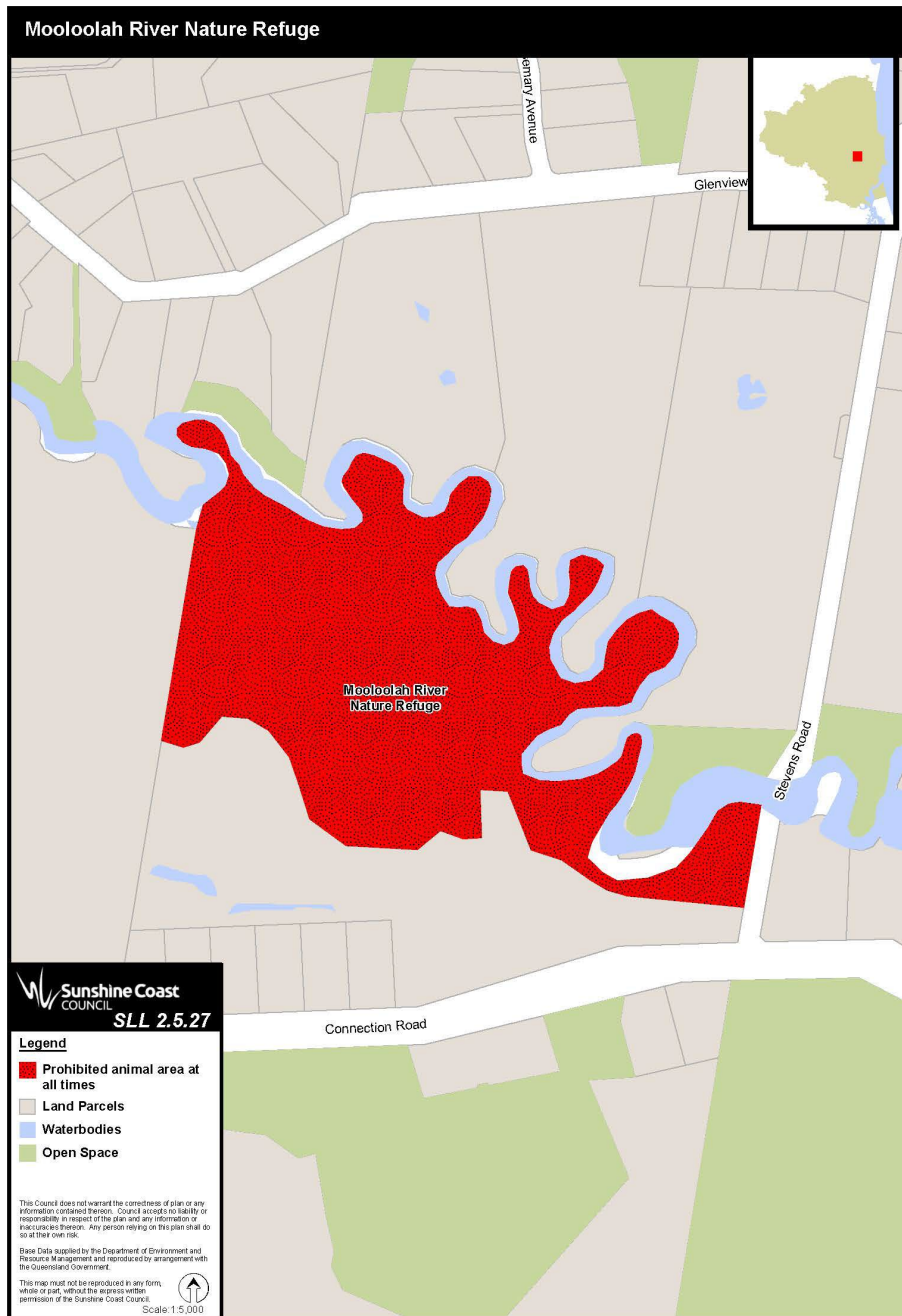 Mooloolah River Nature Refuge
emary Avenue
Glenview
Mooloolah River
Nature Refuge
Stevens Road
Connection Road
Sunshine Coast
COUNCIL
SLL 2.5.27
Legend
Prohibited animal area at
all times
Land Parcels
Waterbodies
Open Space
This Council does not warrant the correctness of plan or any
information contained thereon. Council accepts no liability or
responsibility in respect of the plan and any information or
inaccuracies thereon. Any person relying on this plan shall do
so at their own risk.
Base Data supplied by the Department of Environment and
Resource Management and reproduced by arrangement with
the Queensland Government.
This map must not be reproduced in any form,
whole or part, without the express written
permission of the Sunshine Coast Council.
Scale:1:5,000